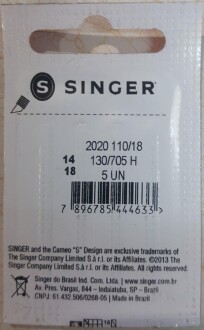 S SINGER
2020 110/18
14 130/705 H
18 5 UN
7 896785 444633
SINGER and the Cameo "S" Design are exclusive trademarks of
The Singer Company Limited S.à r.l. or its affiliates. ©2013 The
Singer Company Limited S.à r.l. or its Affiliates. All rights reserved.
Singer do Brasil Ind. Com. Ltda. | www.singer.com.br
Av. Pres. Vargas, 844 – Indaiatuba, SP – Brazil
CNPJ. 61.432.506/0268-05 | Made in Brazil